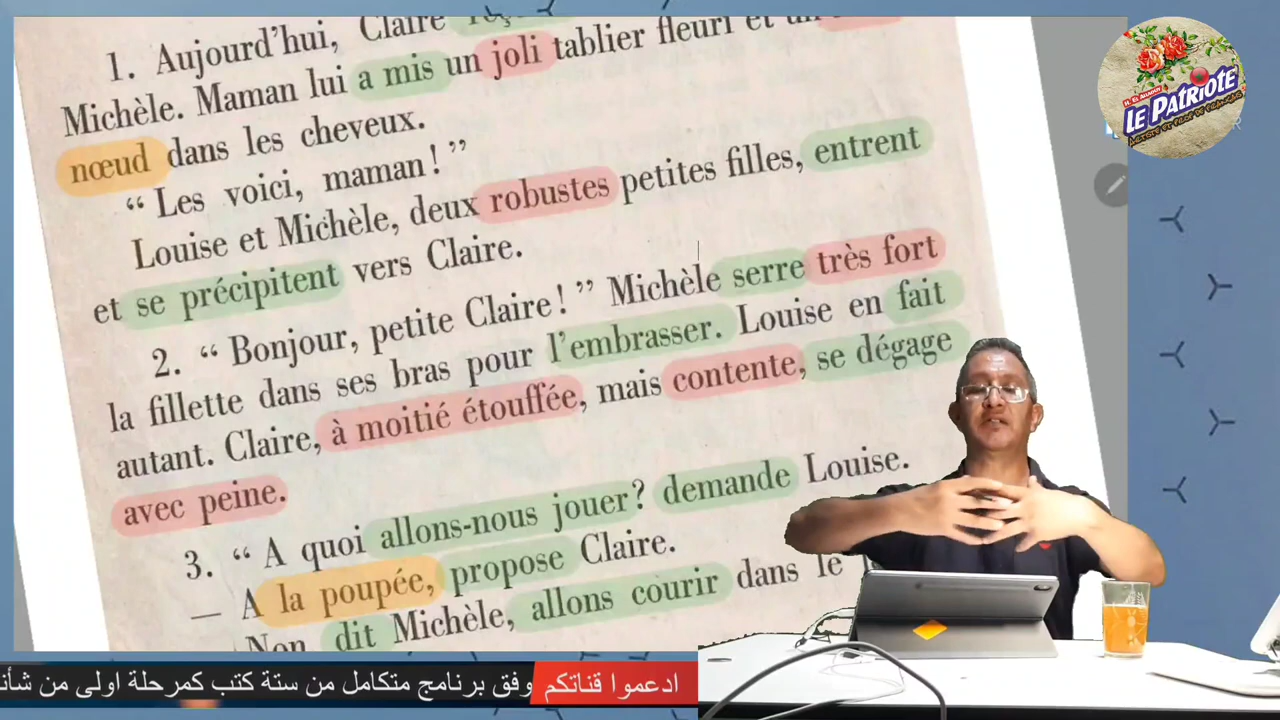 1. Aujourd'hui, Claire
Michèle. Maman lui a mis un joli tablier fleuri et un
nœud dans les cheveux.
“ Les voici, maman ! ”
Louise et Michèle, deux robustes petites filles, entrent
et se précipitent vers Claire.
2. “ Bonjour, petite Claire ! ” Michèle serre très fort
la fillette dans ses bras pour l'embrasser. Louise en fait
autant. Claire, à moitié étouffée, mais contente, se dégage
avec peine.
3. “ A quoi allons-nous jouer ? demande Louise.
— A la poupée, propose Claire.
Non dit Michèle, allons courir dans le
LE PATRIOTE
ادعموا قناتكم
وفق برنامج متكامل من ستة كتب كمرحلة اولى من